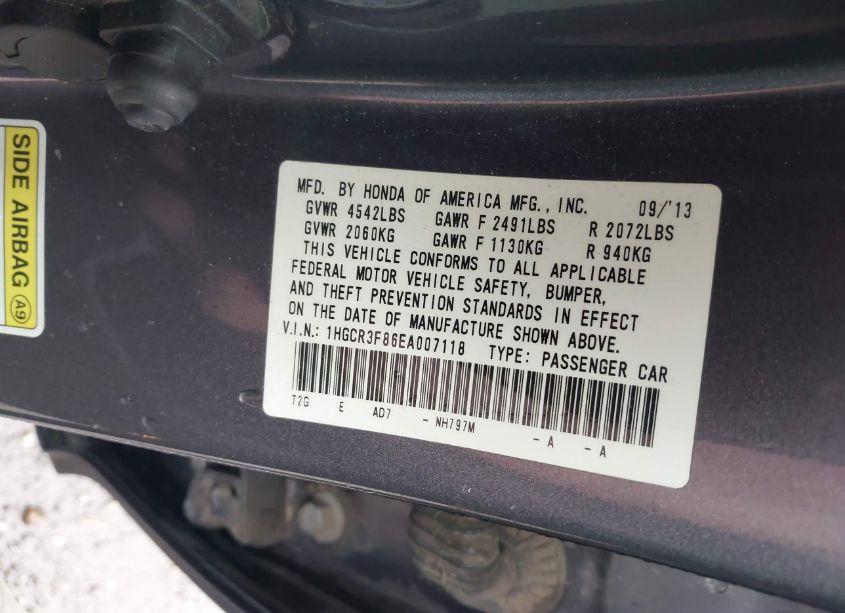 SIDE AIRBAG A9
MFD. BY HONDA OF AMERICA MFG., INC. 09/'13
GVWR 4542LBS GAWR F 2491LBS R 2072LBS
GVWR 2060KG GAWR F 1130KG R 940KG
THIS VEHICLE CONFORMS TO ALL APPLICABLE
FEDERAL MOTOR VEHICLE SAFETY, BUMPER,
AND THEFT PREVENTION STANDARDS IN EFFECT
ON THE DATE OF MANUFACTURE SHOWN ABOVE.
V.I.N.: 1HGCR3F86EA007118 TYPE: PASSENGER CAR
T2G E AD7 - NH797M - A - A